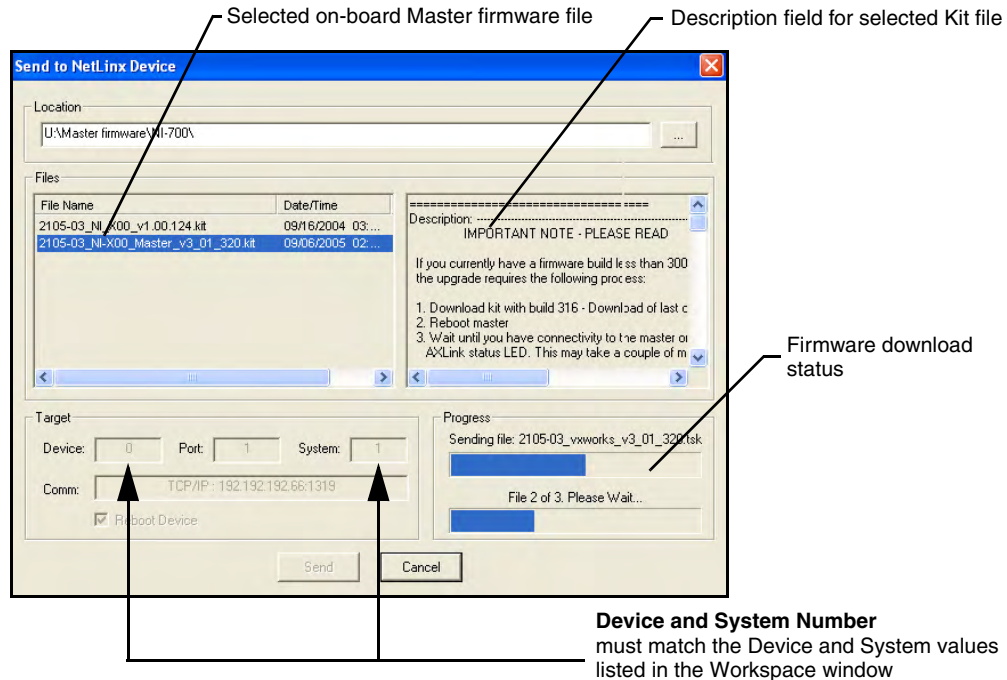 Selected on-board Master firmware file
Description field for selected Kit file
Send to NetLinx Device
Location
U:\Master firmware\NI-700\
...
Files
File Name Date/Time
2105-03_NI_X00_v1.00.124.kit 09/16/2004 03:...
2105-03_NI-X00_Master_v3_01_320.kit 09/06/2005 02:...
================================ ====
Description: ------------------------------------------
IMPORTANT NOTE - PLEASE READ
If you currently have a firmware build less than 300
the upgrade requires the following process:
1. Download kit with build 316 - Download of last c
2. Reboot master
3. Wait until you have connectivity to the master or
AXLink status LED. This may take a couple of m
Firmware download
status
Target
Device: 0 Port: 1 System: 1
Comm: TCP/IP : 192.192.192.66:1319
Reboot Device
Progress
Sending file: 2105-03_vxworks_v3_01_320.tsk
File 2 of 3. Please Wait...
Send
Cancel
Device and System Number
must match the Device and System values
listed in the Workspace window